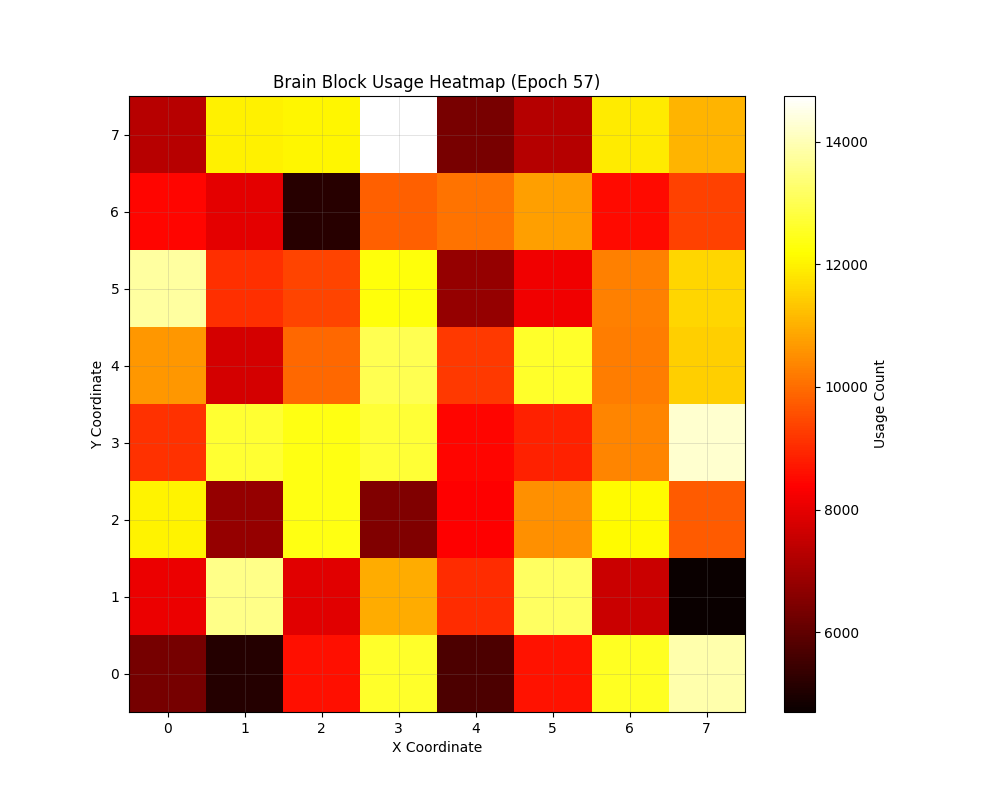 Brain Block Usage Heatmap (Epoch 57)
7
6
5
4
3
2
1
0
Y Coordinate
0 1 2 3 4 5 6 7
X Coordinate
14000
12000
10000
8000
6000
Usage Count